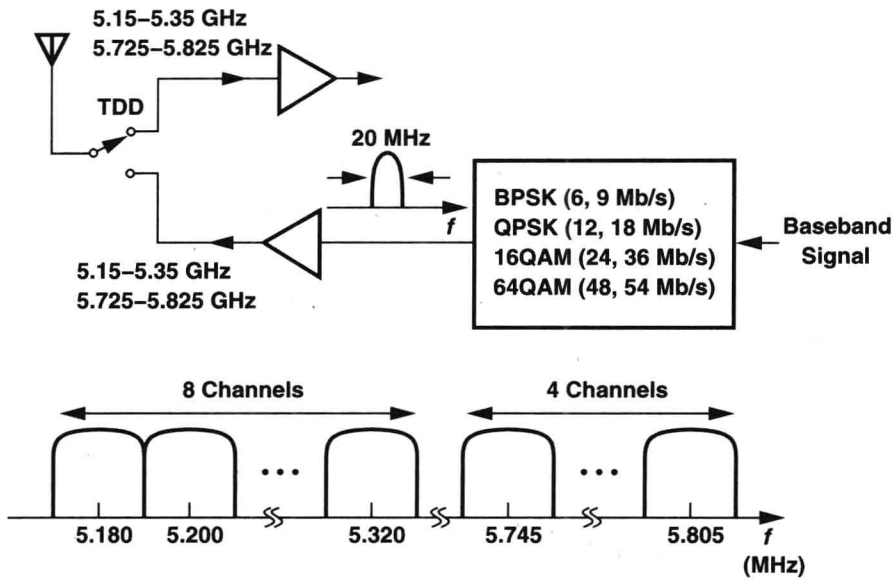 5.15–5.35 GHz
5.725–5.825 GHz
TDD
20 MHz
f
BPSK (6, 9 Mb/s)
QPSK (12, 18 Mb/s)
16QAM (24, 36 Mb/s)
64QAM (48, 54 Mb/s)
Baseband
Signal
5.15–5.35 GHz
5.725–5.825 GHz
8 Channels
4 Channels
5.180 5.200 5.320 5.745 5.805 f
(MHz)